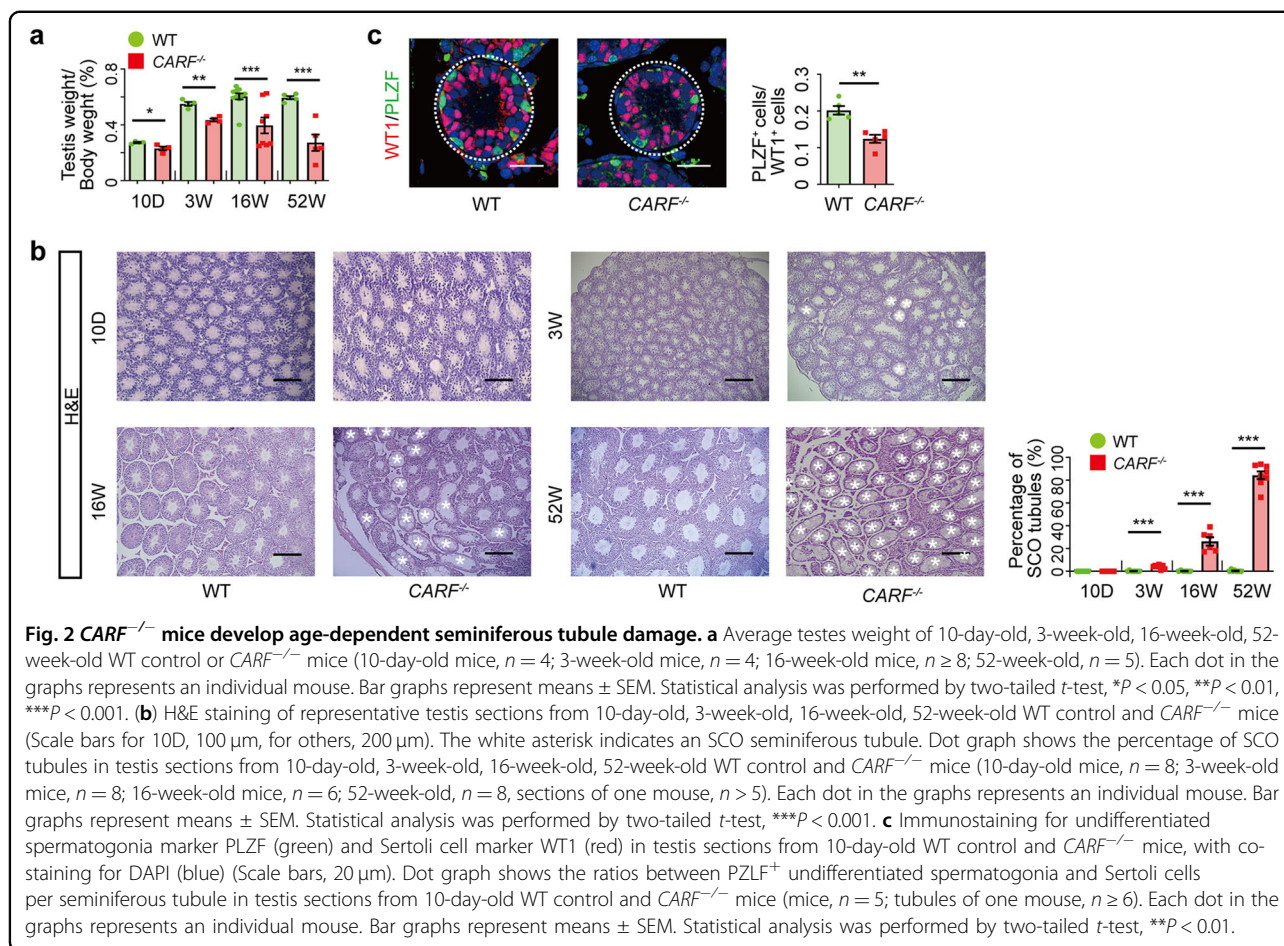 a
WT
CARF-/-
Testis weight/
Body weight (%)
0.8
0.4
0
*
**
***
***
10D
3W
16W
52W
c
WT1/PLZF
WT
CARF-/-
PLZF+ cells/
WT1+ cells
0.3
0.2
0.1
0
**
WT
CARF-/-
b
H&E
10D
3W
16W
52W
WT
CARF-/-
WT
CARF-/-
WT
CARF-/-
Percentage of
SCO tubules (%)
100
80
60
40
20
0
***
***
***
10D
3W
16W
52W
Fig. 2 CARF−/− mice develop age-dependent seminiferous tubule damage. a Average testes weight of 10-day-old, 3-week-old, 16-week-old, 52-
week-old WT control or CARF−/− mice (10-day-old mice, n = 4; 3-week-old mice, n = 4; 16-week-old mice, n ≥ 8; 52-week-old, n = 5). Each dot in the
graphs represents an individual mouse. Bar graphs represent means ± SEM. Statistical analysis was performed by two-tailed t-test, *P < 0.05, **P < 0.01,
***P < 0.001. (b) H&E staining of representative testis sections from 10-day-old, 3-week-old, 16-week-old, 52-week-old WT control and CARF−/− mice
(Scale bars for 10D, 100 μm, for others, 200 μm). The white asterisk indicates an SCO seminiferous tubule. Dot graph shows the percentage of SCO
tubules in testis sections from 10-day-old, 3-week-old, 16-week-old, 52-week-old WT control and CARF−/− mice (10-day-old mice, n = 8; 3-week-old
mice, n = 8; 16-week-old mice, n = 6; 52-week-old, n = 8, sections of one mouse, n > 5). Each dot in the graphs represents an individual mouse. Bar
graphs represent means ± SEM. Statistical analysis was performed by two-tailed t-test, ***P < 0.001. c Immunostaining for undifferentiated
spermatogonia marker PLZF (green) and Sertoli cell marker WT1 (red) in testis sections from 10-day-old WT control and CARF−/− mice, with co-
staining for DAPI (blue) (Scale bars, 20 μm). Dot graph shows the ratios between PZLF+ undifferentiated spermatogonia and Sertoli cells
per seminiferous tubule in testis sections from 10-day-old WT control and CARF−/− mice (mice, n = 5; tubules of one mouse, n ≥ 6). Each dot in the
graphs represents an individual mouse. Bar graphs represent means ± SEM. Statistical analysis was performed by two-tailed t-test, **P < 0.01.